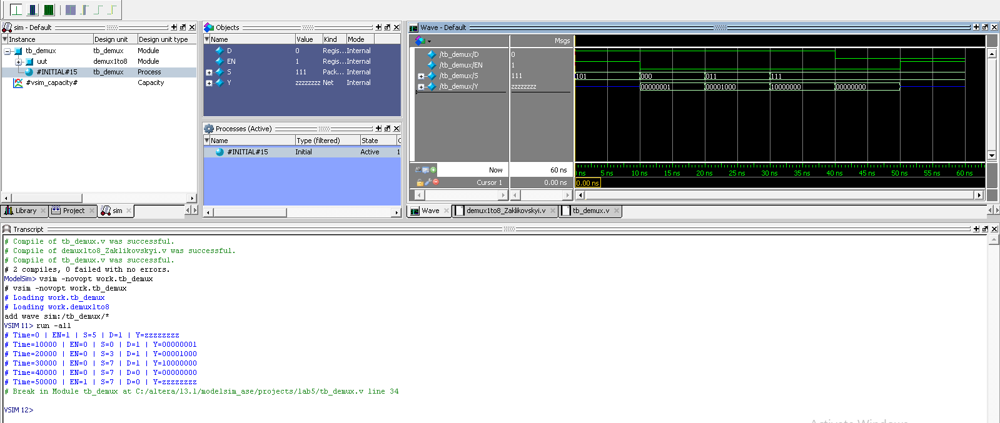 sim - Default
Instance Design unit Design unit type
tb_demux tb_demux Module
uut demux1to8 Module
#INITIAL#15 tb_demux Process
#vsim_capacity# Capacity
Library Project sim
Objects
Name Value Kind Mode
D 0 Regis... Internal
EN 1 Regis... Internal
S 111 Pack... Internal
Y zzzzzzzz Net Internal
Processes (Active)
Name Type (filtered) State
#INITIAL#15 Initial Active 1
Wave - Default
Msgs
/tb_demux/D 0
/tb_demux/EN 1
/tb_demux/S 111 101 000 011 111
/tb_demux/Y zzzzzzzz 00000001 00001000 10000000 00000000
Now 60 ns ns 5 ns 10 ns 15 ns 20 ns 25 ns 30 ns 35 ns 40 ns 45 ns 50 ns 55 ns 60 ns
Cursor 1 0.00 ns 0.00 ns
Wave demux1to8_Zaklikovskyi.v tb_demux.v
Transcript
# Compile of tb_demux.v was successful.
# Compile of demux1to8_Zaklikovskyi.v was successful.
# Compile of tb_demux.v was successful.
# 2 compiles, 0 failed with no errors.
ModelSim> vsim -novopt work.tb_demux
# vsim -novopt work.tb_demux
# Loading work.tb_demux
# Loading work.demux1to8
add wave sim:/tb_demux/*
VSIM 11> run -all
# Time=0 | EN=1 | S=5 | D=1 | Y=zzzzzzzz
# Time=10000 | EN=0 | S=0 | D=1 | Y=00000001
# Time=20000 | EN=0 | S=3 | D=1 | Y=00001000
# Time=30000 | EN=0 | S=7 | D=1 | Y=10000000
# Time=40000 | EN=0 | S=7 | D=0 | Y=00000000
# Time=50000 | EN=1 | S=7 | D=0 | Y=zzzzzzzz
# Break in Module tb_demux at C:/altera/13.1/modelsim_ase/projects/lab5/tb_demux.v line 34
VSIM 12>
Activate Windows